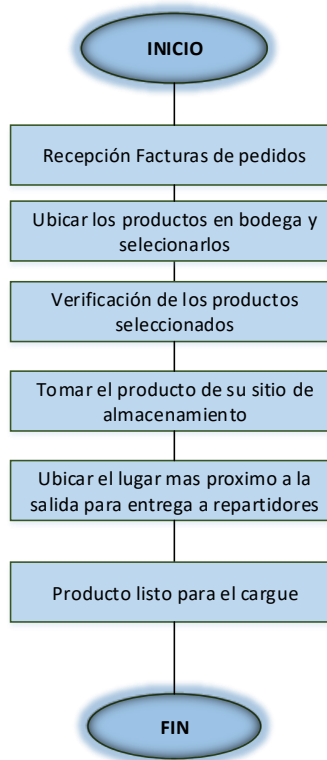 INICIO
Recepción Facturas de pedidos
Ubicar los productos en bodega y
selecionarlos
Verificación de los productos
seleccionados
Tomar el producto de su sitio de
almacenamiento
Ubicar el lugar mas proximo a la
salida para entrega a repartidores
Producto listo para el cargue
FIN